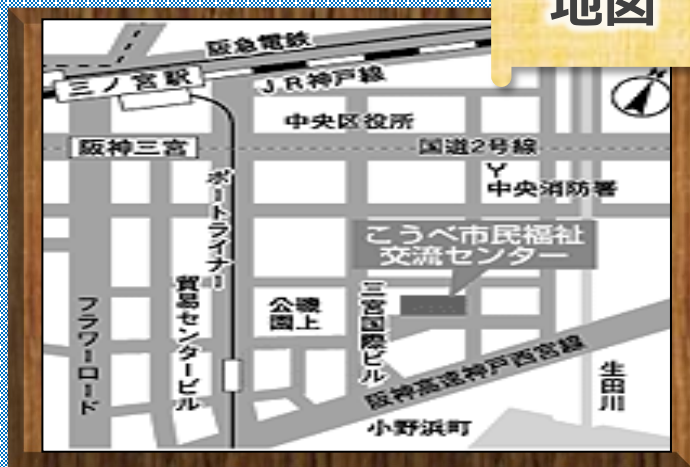 地図
阪急電鉄
三ノ宮駅
JR神戸線
N
中央区役所
阪神三宮
国道2号線
Y
中央消防署
ポートライナー
こうべ市民福祉
交流センター
貿易センタービル
磯上
公園
三宮国際ビル
フラワーロード
阪神高速神戸西宮線
生田川
小野浜町